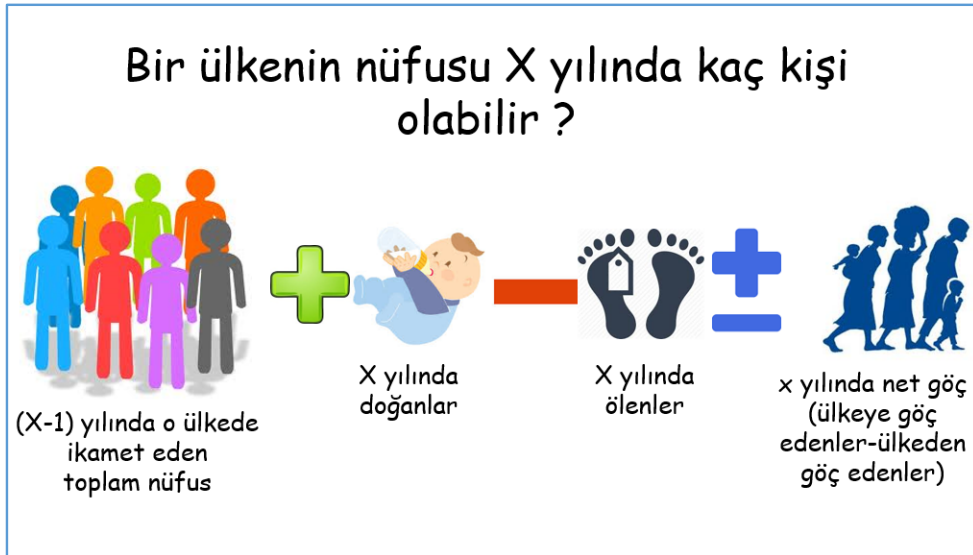 Bir ülkenin nüfusu X yılında kaç kişi
olabilir ?
(X-1) yılında o ülkede
ikamet eden
toplam nüfus
X yılında
doğanlar
X yılında
ölenler
x yılında net göç
(ülkeye göç
edenler-ülkeden
göç edenler)